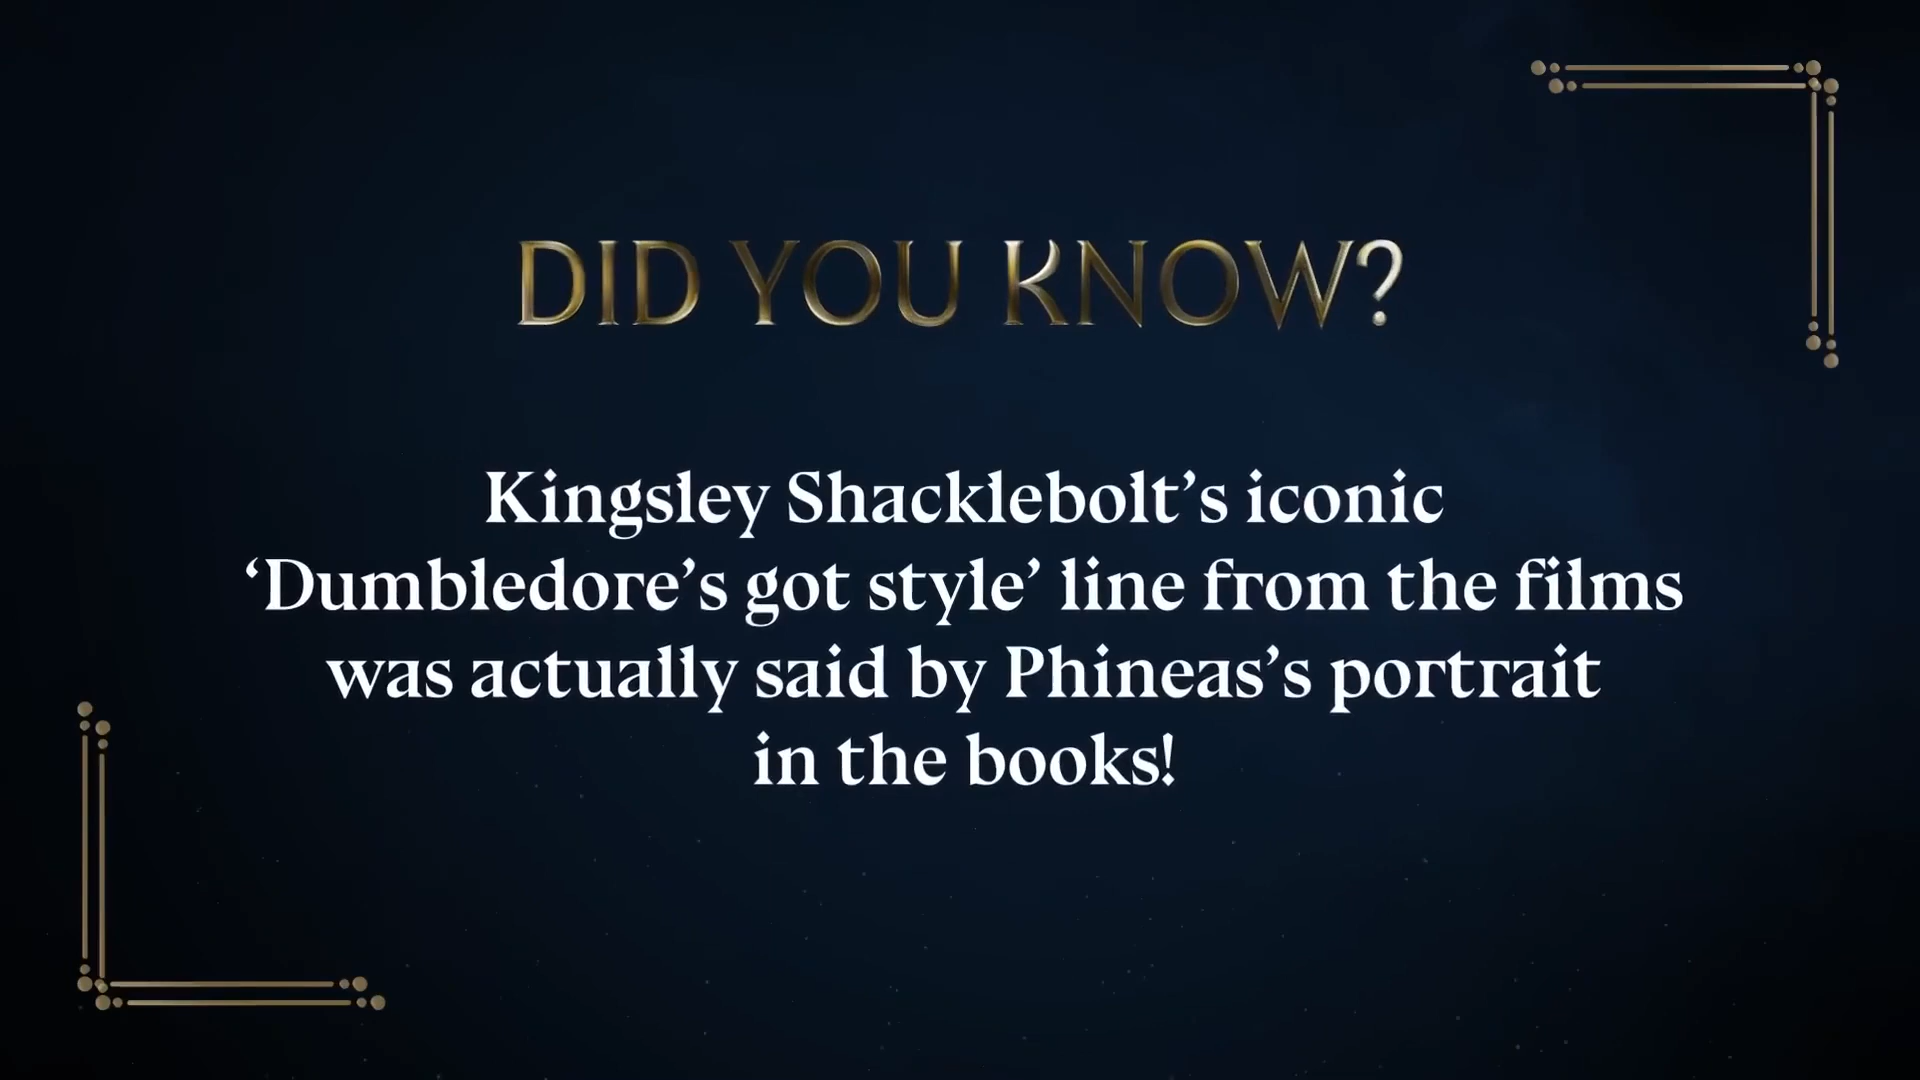 DID YOU KNOW?
Kingsley Shacklebolt’s iconic
‘Dumbledore’s got style’ line from the films
was actually said by Phineas’s portrait
in the books!